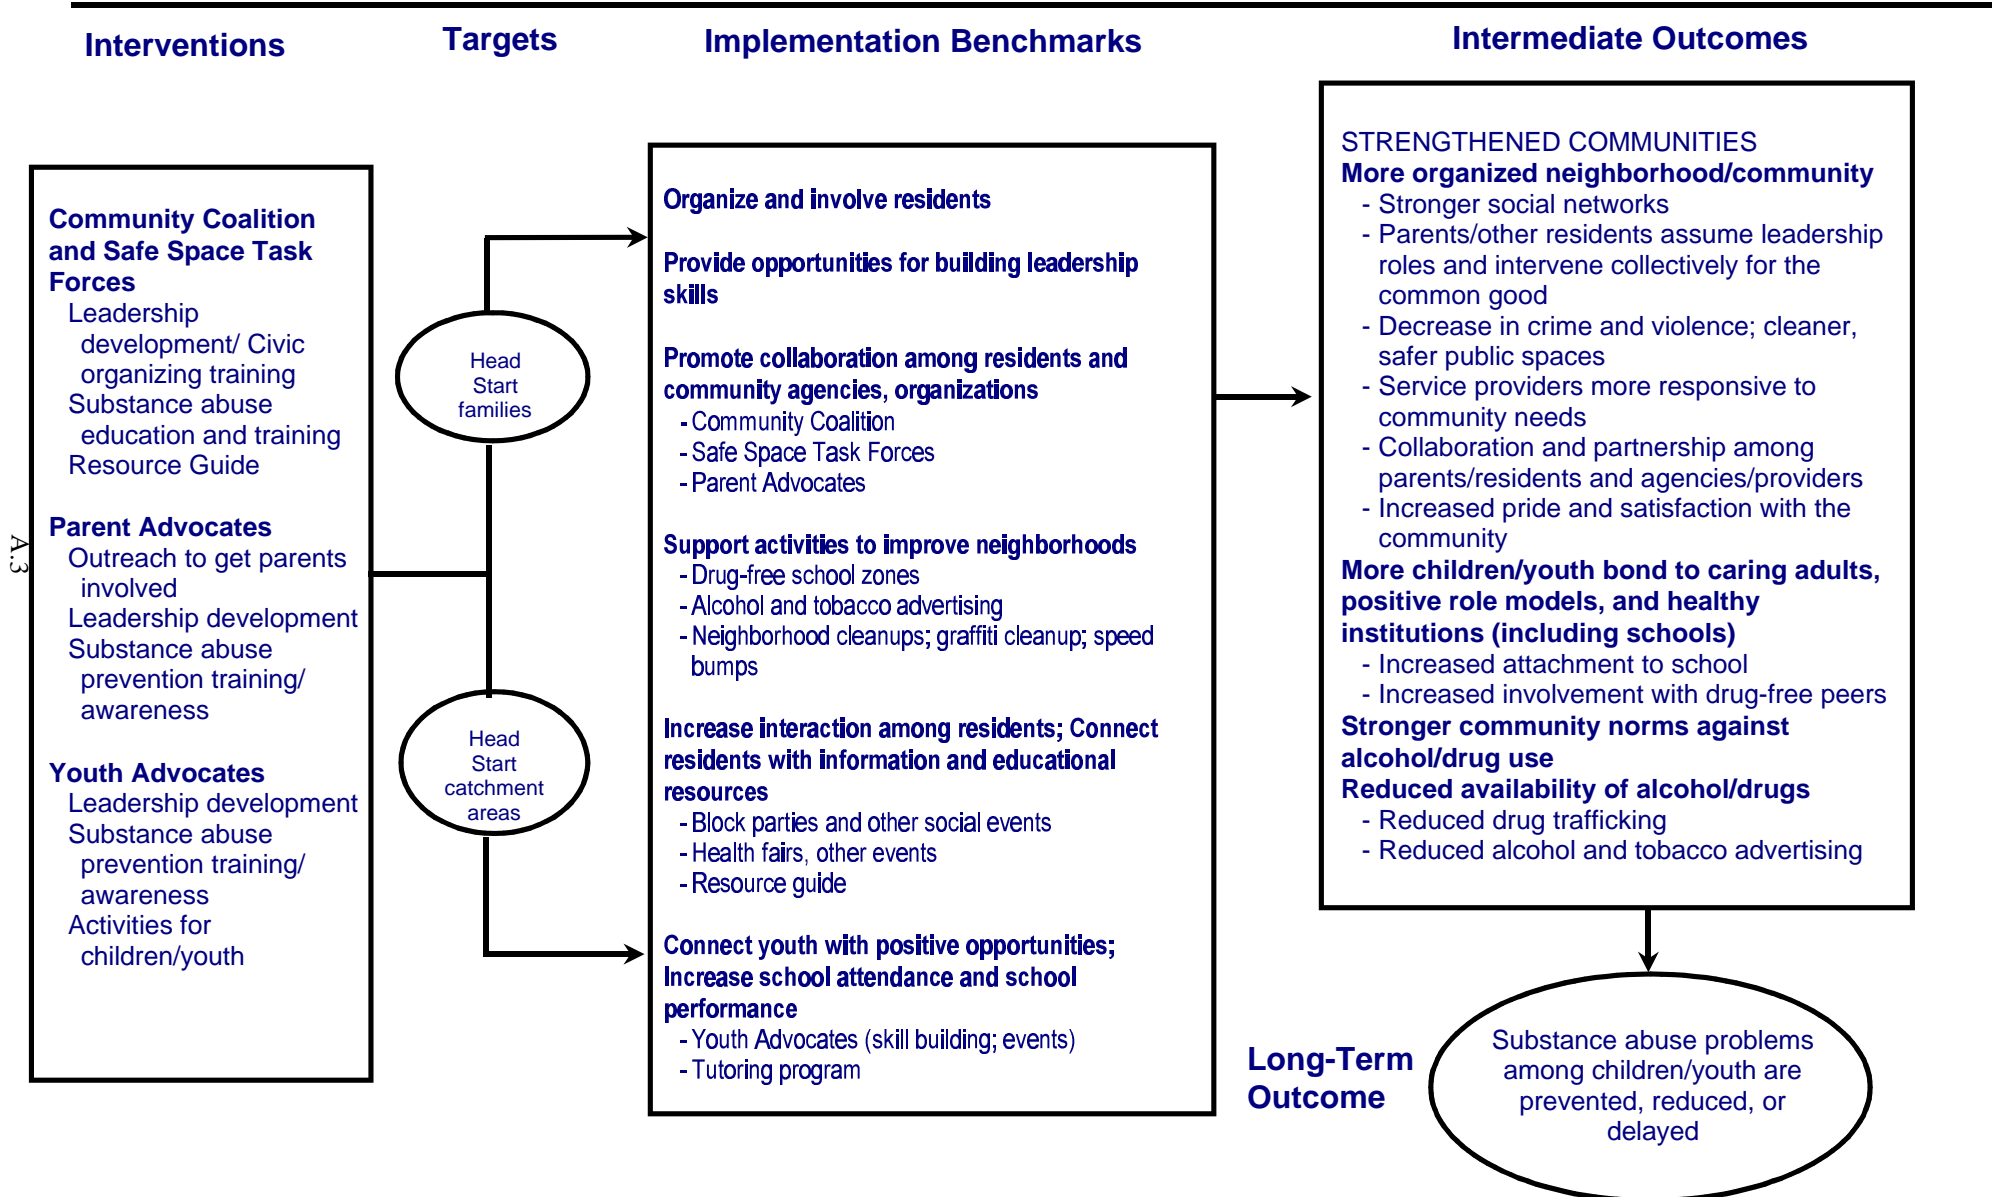 Interventions
Targets
Implementation Benchmarks
Intermediate Outcomes
Community Coalition
and Safe Space Task
Forces
Leadership
development/ Civic
organizing training
Substance abuse
education and training
Resource Guide
Parent Advocates
Outreach to get parents
involved
Leadership development
Substance abuse
prevention training/
awareness
Youth Advocates
Leadership development
Substance abuse
prevention training/
awareness
Activities for
children/youth
Head
Start
families
Head
Start
catchment
areas
Organize and involve residents
Provide opportunities for building leadership
skills
Promote collaboration among residents and
community agencies, organizations
- Community Coalition
- Safe Space Task Forces
- Parent Advocates
Support activities to improve neighborhoods
- Drug-free school zones
- Alcohol and tobacco advertising
- Neighborhood cleanups; graffiti cleanup; speed
bumps
Increase interaction among residents; Connect
residents with information and educational
resources
- Block parties and other social events
- Health fairs, other events
- Resource guide
Connect youth with positive opportunities;
Increase school attendance and school
performance
- Youth Advocates (skill building; events)
- Tutoring program
STRENGTHENED COMMUNITIES
More organized neighborhood/community
- Stronger social networks
- Parents/other residents assume leadership
roles and intervene collectively for the
common good
- Decrease in crime and violence; cleaner,
safer public spaces
- Service providers more responsive to
community needs
- Collaboration and partnership among
parents/residents and agencies/providers
- Increased pride and satisfaction with the
community
More children/youth bond to caring adults,
positive role models, and healthy
institutions (including schools)
- Increased attachment to school
- Increased involvement with drug-free peers
Stronger community norms against
alcohol/drug use
Reduced availability of alcohol/drugs
- Reduced drug trafficking
- Reduced alcohol and tobacco advertising
Long-Term
Outcome
Substance abuse problems
among children/youth are
prevented, reduced, or
delayed
A.3